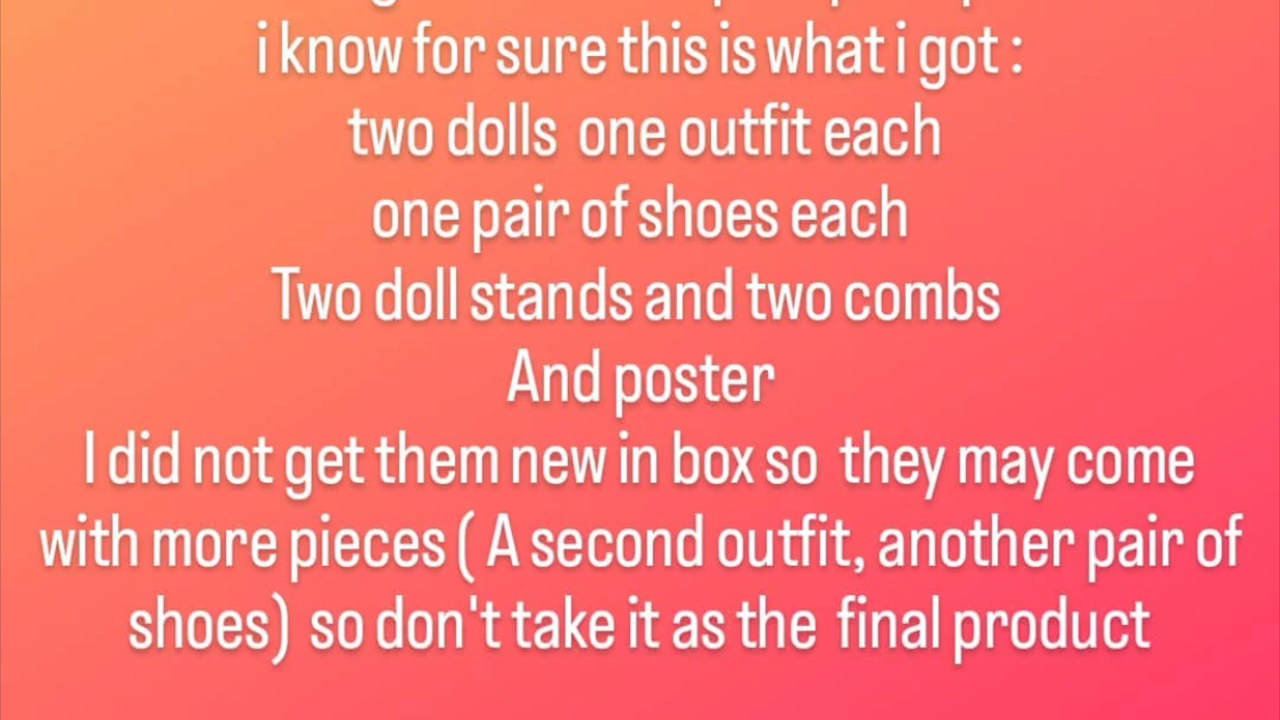 i know for sure this is what i got :
two dolls one outfit each
one pair of shoes each
Two doll stands and two combs
And poster
I did not get them new in box so they may come
with more pieces ( A second outfit, another pair of
shoes) so don't take it as the final product